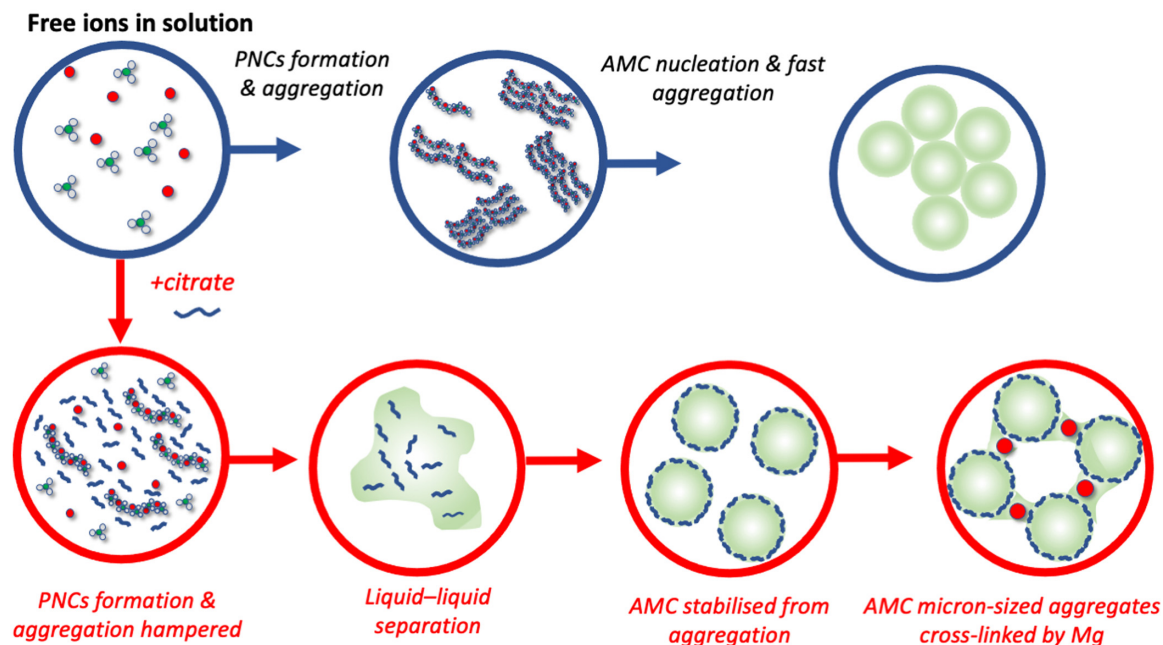 Free ions in solution
PNCs formation
& aggregation
AMC nucleation & fast
aggregation
+citrate
PNCs formation &
aggregation hampered
Liquid–liquid
separation
AMC stabilised from
aggregation
AMC micron-sized aggregates
cross-linked by Mg